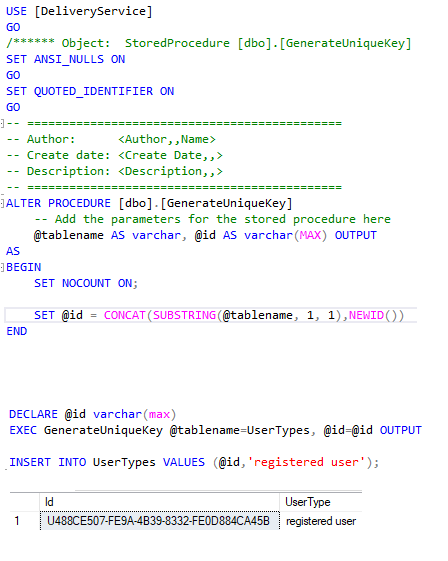 USE [DeliveryService]
GO
/****** Object:  StoredProcedure [dbo].[GenerateUniqueKey]
SET ANSI_NULLS ON
GO
SET QUOTED_IDENTIFIER ON
GO
-- =============================================
-- Author:      <Author,,Name>
-- Create date: <Create Date,,>
-- Description: <Description,,>
-- =============================================
ALTER PROCEDURE [dbo].[GenerateUniqueKey]
    -- Add the parameters for the stored procedure here
    @tablename AS varchar, @id AS varchar(MAX) OUTPUT
AS
BEGIN
    SET NOCOUNT ON;
    SET @id = CONCAT(SUBSTRING(@tablename, 1, 1),NEWID())
END
DECLARE @id varchar(max)
EXEC GenerateUniqueKey @tablename=UserTypes, @id=@id OUTPUT
INSERT INTO UserTypes VALUES (@id,'registered user');
Id UserType
1 U488CE507-FE9A-4B39-8332-FE0D884CA45B registered user